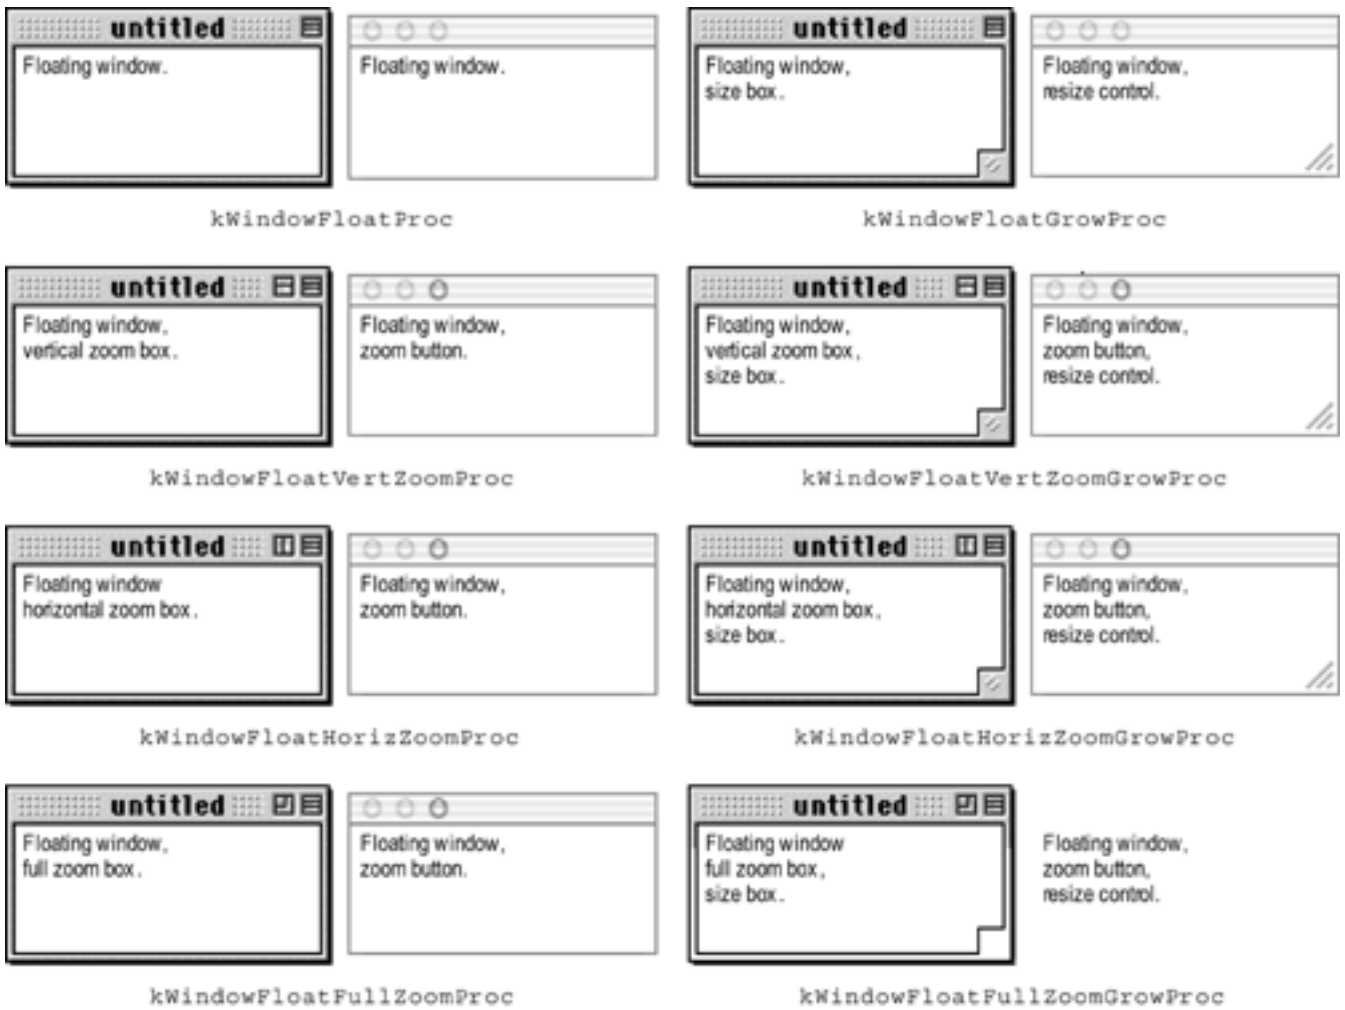 untitled
Floating window.
Floating window.
kWindowFloatProc
untitled
Floating window,
size box.
Floating window,
resize control.
kWindowFloatGrowProc
untitled
Floating window,
vertical zoom box.
Floating window,
zoom button.
kWindowFloatVertZoomProc
untitled
Floating window,
vertical zoom box,
size box.
Floating window,
zoom button,
resize control.
kWindowFloatVertZoomGrowProc
untitled
Floating window
horizontal zoom box.
Floating window,
zoom button.
kWindowFloatHorizZoomProc
untitled
Floating window,
horizontal zoom box,
size box.
Floating window,
zoom button,
resize control.
kWindowFloatHorizZoomGrowProc
untitled
Floating window,
full zoom box.
Floating window,
zoom button.
kWindowFloatFullZoomProc
untitled
Floating window
full zoom box,
size box.
Floating window,
zoom button,
resize control.
kWindowFloatFullZoomGrowProc